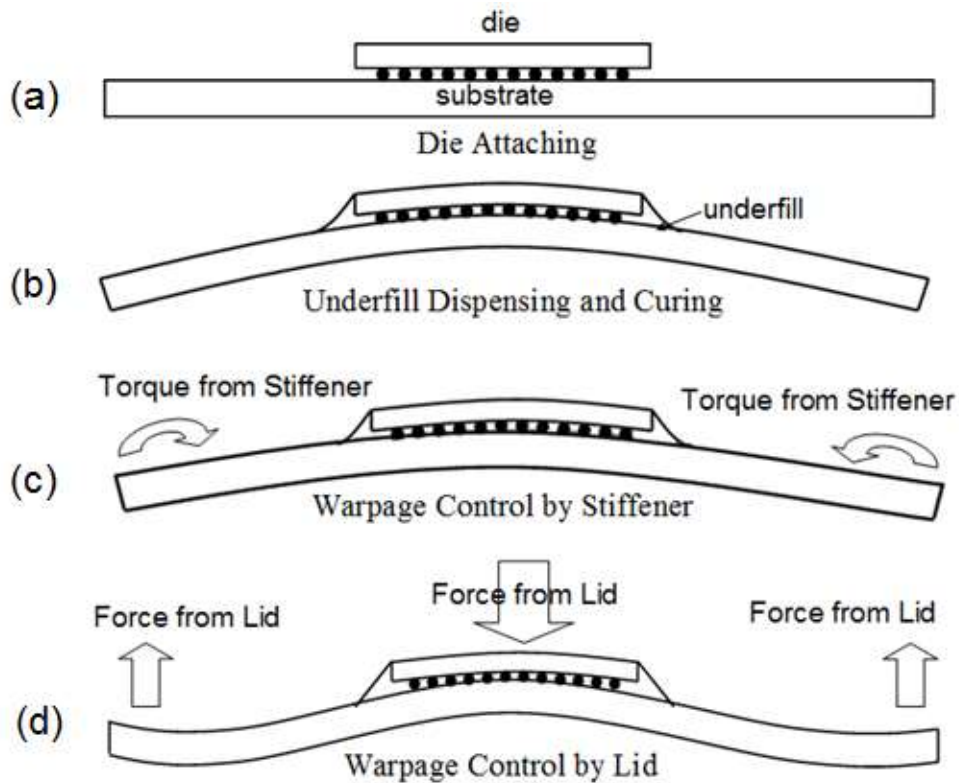 die
(a)
substrate
Die Attaching
underfill
(b)
Underfill Dispensing and Curing
Torque from Stiffener
Torque from Stiffener
(c)
Warpage Control by Stiffener
Force from Lid
Force from Lid
Force from Lid
(d)
Warpage Control by Lid